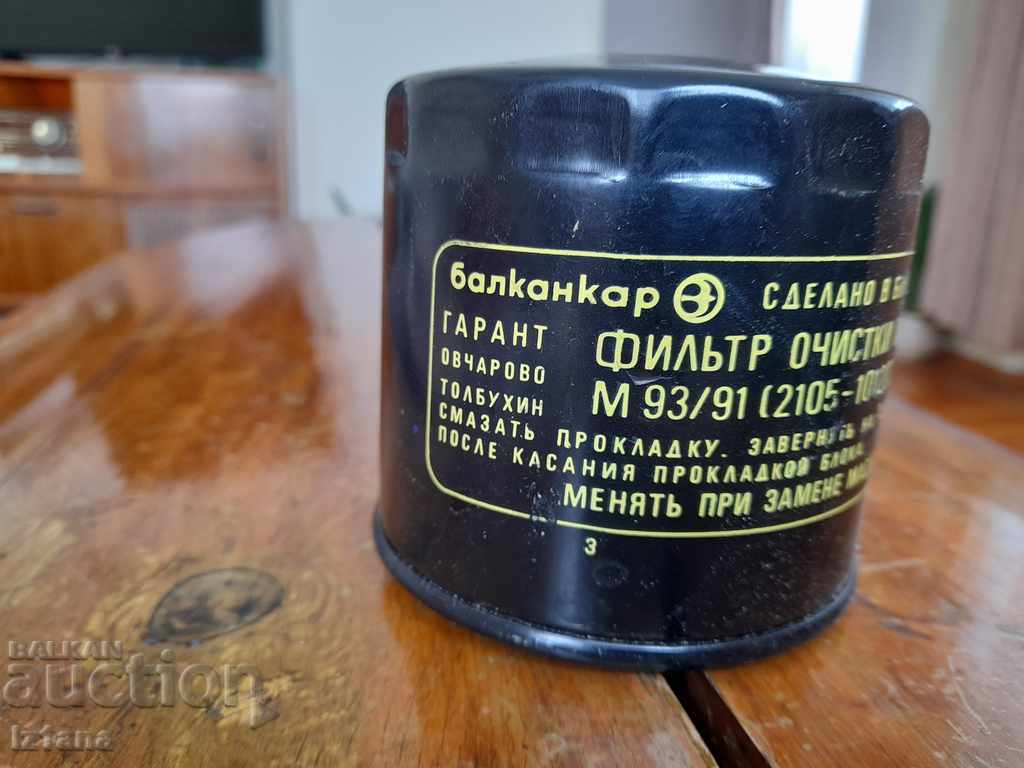 балканкар СДЕЛАНО В
ГАРАНТ
ОВЧАРОВО
ТОЛБУХИН
ФИЛЬТР ОЧИСТКИ
М 93/91 (2105-
СМАЗАТЬ ПРОКЛАДКУ. ЗАВЕРНУТЬ НА
ПОСЛЕ КАСАНИЯ ПРОКЛАДКОЙ БЛОКА.
МЕНЯТЬ ПРИ ЗАМЕНЕ
3
BALKAN
auction
iztana